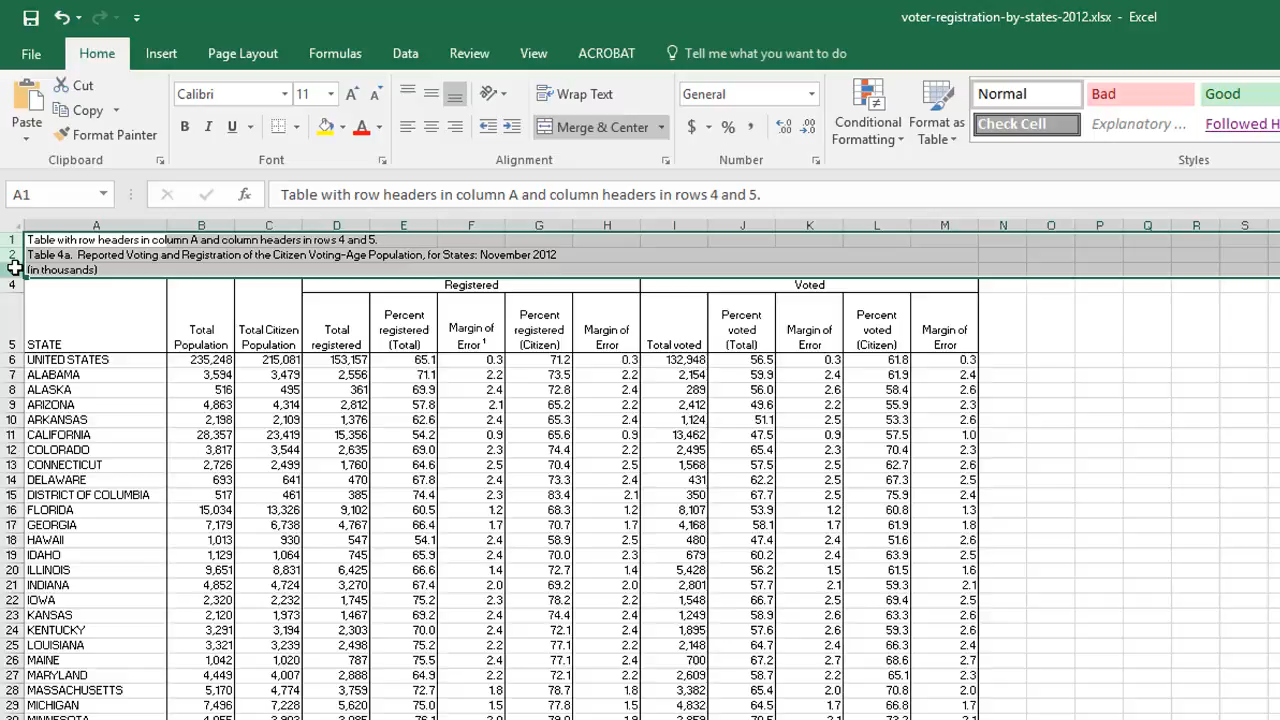 voter-registration-by-states-2012.xlsx - Excel
File Home Insert Page Layout Formulas Data Review View ACROBAT Tell me what you want to do
Paste
Cut
Copy
Format Painter
Clipboard
Calibri 11
B I U
Font
Wrap Text
Merge & Center
Alignment
General
$ % ,
Number
Conditional
Formatting
Format as
Table
Normal Bad Good
Check Cell Explanatory ... Followed H
Styles
A1 fx Table with row headers in column A and column headers in rows 4 and 5.
A B C D E F G H I J K L M N O P Q R S
1 Table with row headers in column A and column headers in rows 4 and 5.
2 Table 4a. Reported Voting and Registration of the Citizen Voting-Age Population, for States: November 2012
(in thousands)
4 Registered Voted
5 STATE Total Population Total Citizen Population Total registered Percent registered (Total) Margin of Error 1 Percent registered (Citizen) Margin of Error Total voted Percent voted (Total) Margin of Error Percent voted (Citizen) Margin of Error
6 UNITED STATES 235,248 215,081 153,157 65.1 0.3 71.2 0.3 132,948 56.5 0.3 61.8 0.3
7 ALABAMA 3,594 3,479 2,556 71.1 2.2 73.5 2.2 2,154 59.9 2.4 61.9 2.4
8 ALASKA 516 495 361 69.9 2.4 72.8 2.4 289 56.0 2.6 58.4 2.6
9 ARIZONA 4,863 4,314 2,812 57.8 2.1 65.2 2.2 2,412 49.6 2.2 55.9 2.3
10 ARKANSAS 2,198 2,109 1,376 62.6 2.4 65.3 2.4 1,124 51.1 2.5 53.3 2.6
11 CALIFORNIA 28,357 23,419 15,356 54.2 0.9 65.6 0.9 13,462 47.5 0.9 57.5 1.0
12 COLORADO 3,817 3,544 2,635 69.0 2.2 74.4 2.2 2,495 65.4 2.3 70.4 2.3
13 CONNECTICUT 2,726 2,499 1,760 64.6 2.5 70.4 2.5 1,568 57.5 2.5 62.7 2.6
14 DELAWARE 693 641 470 67.8 2.4 73.3 2.4 431 62.2 2.5 67.3 2.5
15 DISTRICT OF COLUMBIA 517 461 385 74.4 2.3 83.4 2.1 350 67.7 2.5 75.9 2.4
16 FLORIDA 15,034 13,326 9,102 60.5 1.2 68.3 1.2 8,107 53.9 1.2 60.8 1.3
17 GEORGIA 7,179 6,738 4,767 66.4 1.7 70.7 1.7 4,168 58.1 1.7 61.9 1.8
18 HAWAII 1,013 930 547 54.1 2.4 58.9 2.5 480 47.4 2.4 51.6 2.6
19 IDAHO 1,129 1,064 745 65.9 2.4 70.0 2.3 679 60.2 2.4 63.9 2.5
20 ILLINOIS 9,651 8,831 6,425 66.6 1.4 72.7 1.4 5,428 56.2 1.5 61.5 1.6
21 INDIANA 4,852 4,724 3,270 67.4 2.0 69.2 2.0 2,801 57.7 2.1 59.3 2.1
22 IOWA 2,320 2,232 1,745 75.2 2.3 78.2 2.2 1,548 66.7 2.5 69.4 2.5
23 KANSAS 2,120 1,973 1,467 69.2 2.5 74.4 2.5 1,249 58.9 2.6 63.3 2.6
24 KENTUCKY 3,291 3,194 2,303 70.0 2.4 72.1 2.4 1,895 57.6 2.6 59.3 2.6
25 LOUISIANA 3,321 3,239 2,498 75.2 2.2 77.1 2.2 2,148 64.7 2.4 66.3 2.4
26 MAINE 1,042 1,020 787 75.5 2.4 77.1 2.4 700 67.2 2.7 68.6 2.7
27 MARYLAND 4,449 4,007 2,888 64.9 2.2 72.1 2.2 2,609 58.7 2.2 65.1 2.3
28 MASSACHUSETTS 5,170 4,774 3,759 72.7 1.8 78.7 1.8 3,382 65.4 2.0 70.8 2.0
29 MICHIGAN 7,496 7,228 5,620 75.0 1.5 77.8 1.5 4,832 64.5 1.7 66.8 1.7